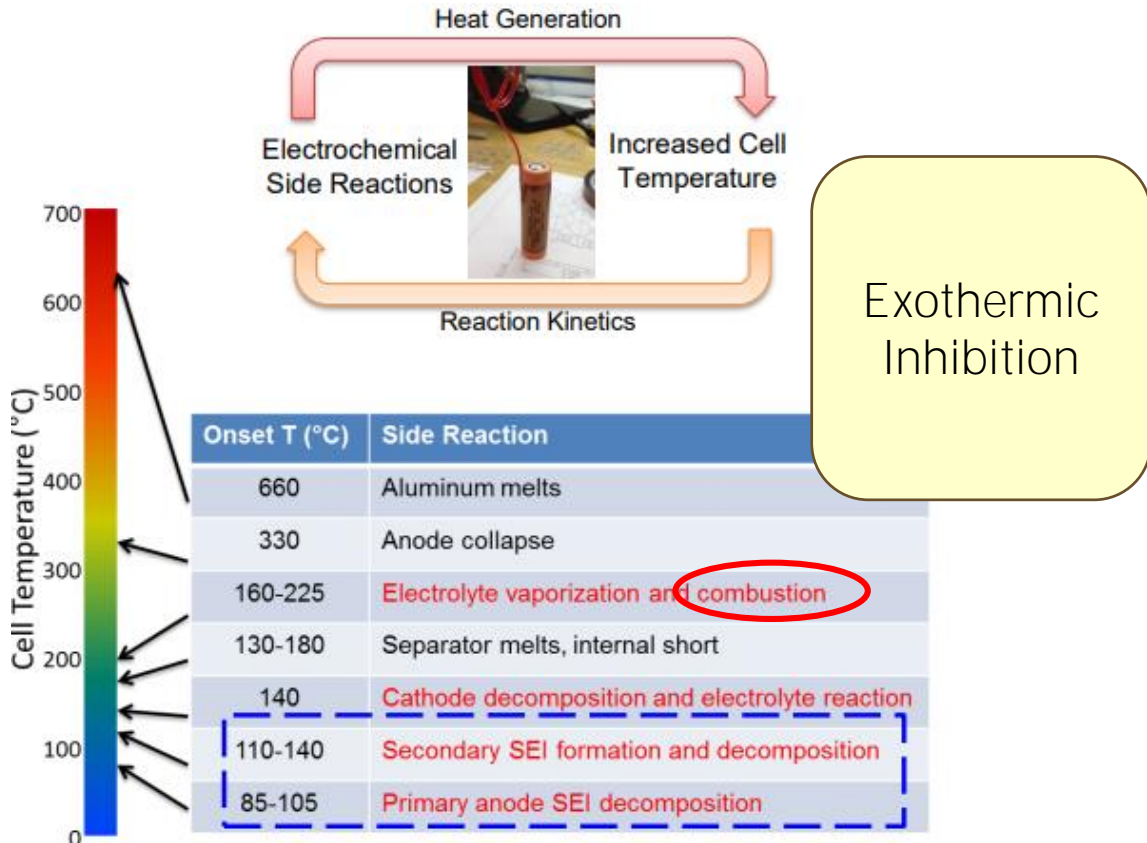 Heat Generation
Electrochemical
Side Reactions
Increased Cell
Temperature
Reaction Kinetics
Exothermic
Inhibition
Cell Temperature (°C)
700
600
500
400
300
200
100
0
Onset T (°C) Side Reaction
660 Aluminum melts
330 Anode collapse
160-225 Electrolyte vaporization and combustion
130-180 Separator melts, internal short
140 Cathode decomposition and electrolyte reaction
110-140 Secondary SEI formation and decomposition
85-105 Primary anode SEI decomposition